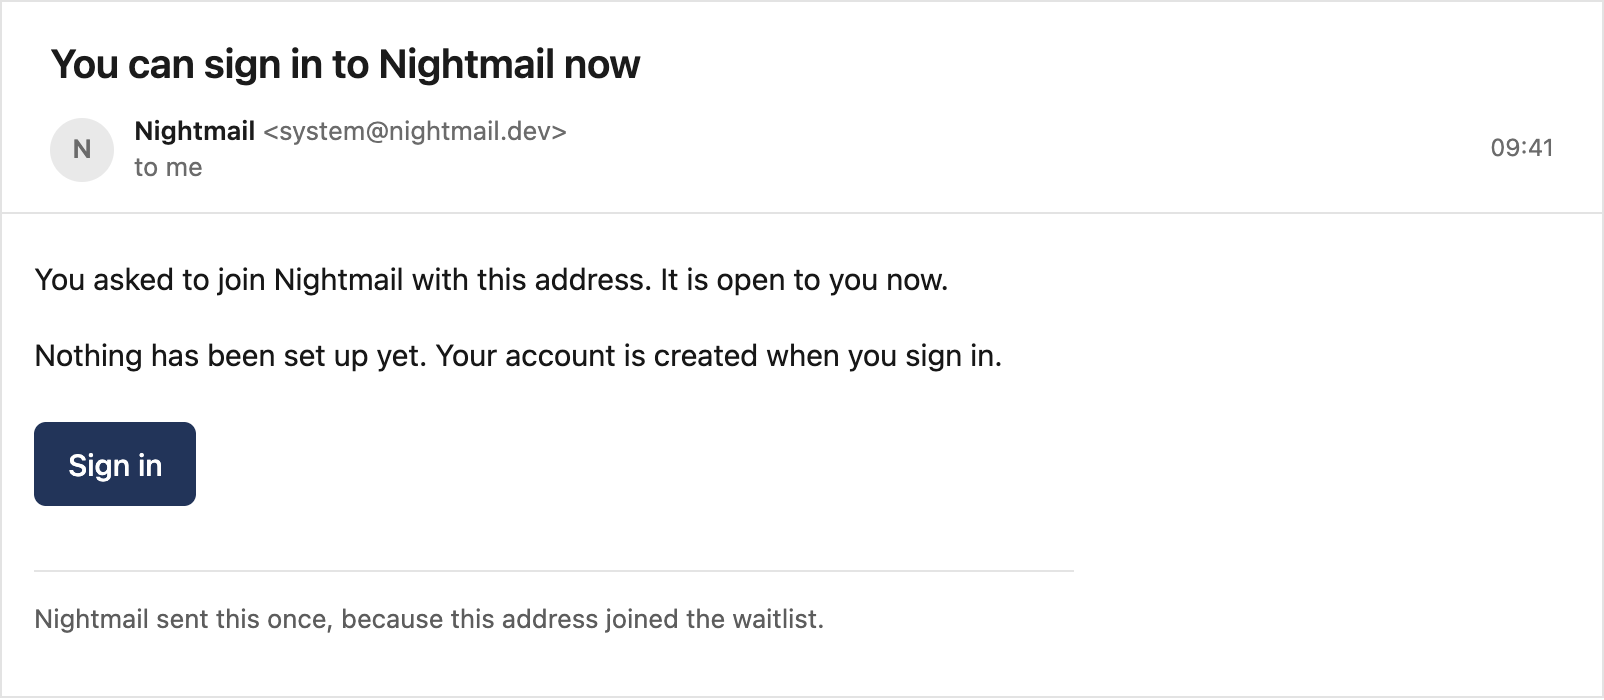 You can sign in to Nightmail now
N
Nightmail <system@nightmail.dev>
to me
09:41
You asked to join Nightmail with this address. It is open to you now.
Nothing has been set up yet. Your account is created when you sign in.
Sign in
Nightmail sent this once, because this address joined the waitlist.